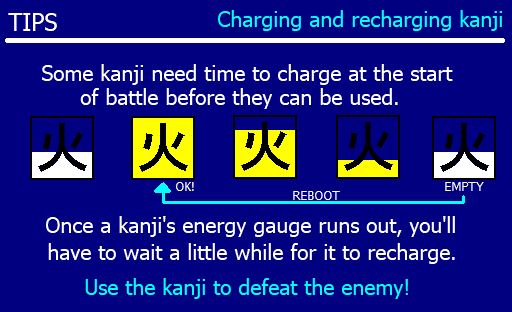 TIPS
Charging and recharging kanji
Some kanji need time to charge at the start
of battle before they can be used.
火 火 火 火 火
OK!
EMPTY
REBOOT
Once a kanji's energy gauge runs out, you'll
have to wait a little while for it to recharge.
Use the kanji to defeat the enemy!